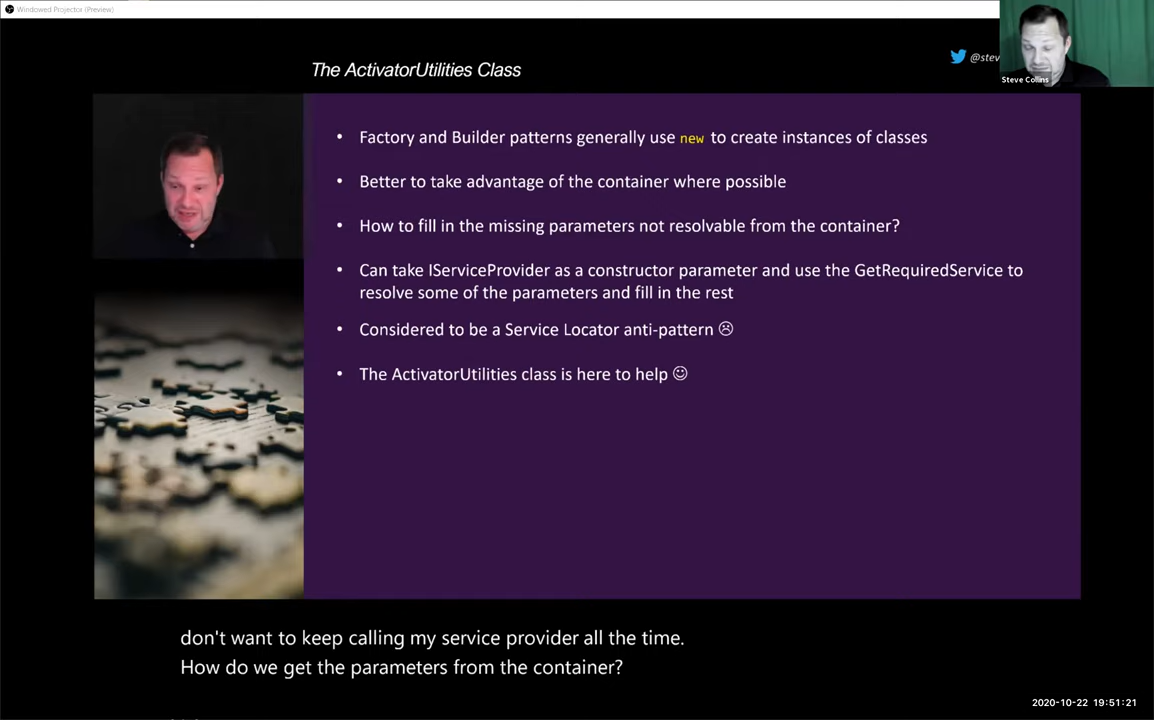 Windowed Projector (Preview)
The ActivatorUtilities Class
@stev
Steve Collins
• Factory and Builder patterns generally use new to create instances of classes
• Better to take advantage of the container where possible
• How to fill in the missing parameters not resolvable from the container?
• Can take IServiceProvider as a constructor parameter and use the GetRequiredService to
resolve some of the parameters and fill in the rest
• Considered to be a Service Locator anti-pattern ☹
• The ActivatorUtilities class is here to help ☺
don't want to keep calling my service provider all the time.
How do we get the parameters from the container?
2020-10-22 19:51:21